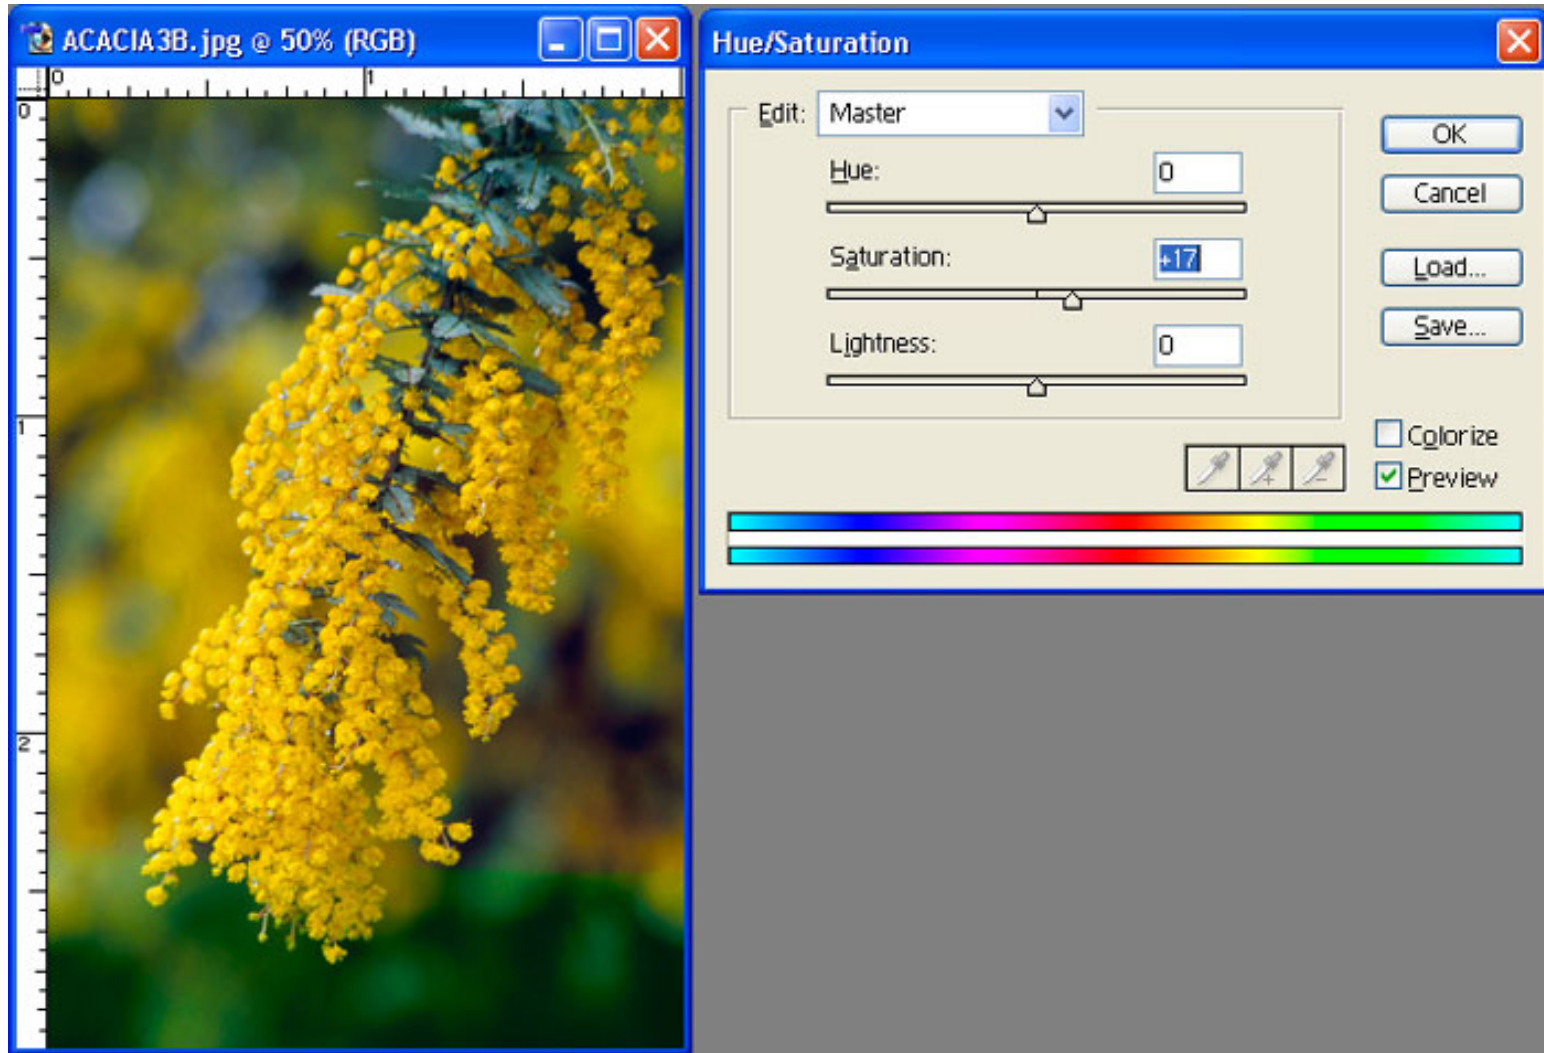 ACACIA3B.jpg @ 50% (RGB)
0 1
0
1
2
Hue/Saturation
Edit: Master
Hue: 0
Saturation: +17
Lightness: 0
OK
Cancel
Load...
Save...
Colorize
Preview